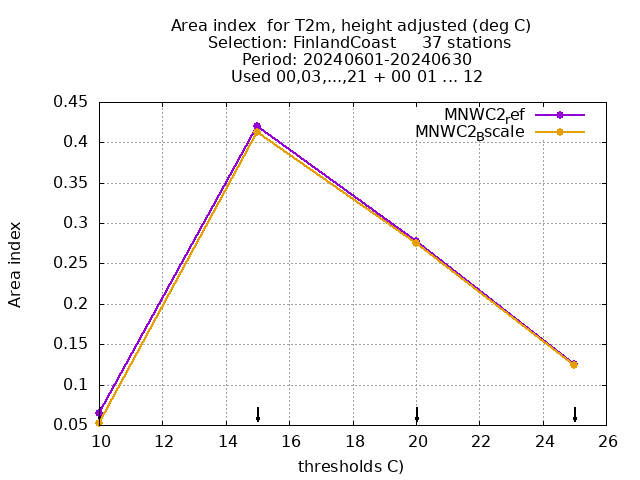 Area index  for T2m, height adjusted (deg C)
Selection: FinlandCoast     37 stations
Period: 20240601-20240630
Used 00,03,...,21 + 00 01 ... 12
MNWC2ref
MNWC2Bscale
Area index
0.45
0.4
0.35
0.3
0.25
0.2
0.15
0.1
0.05
10 12 14 16 18 20 22 24 26
thresholds C)